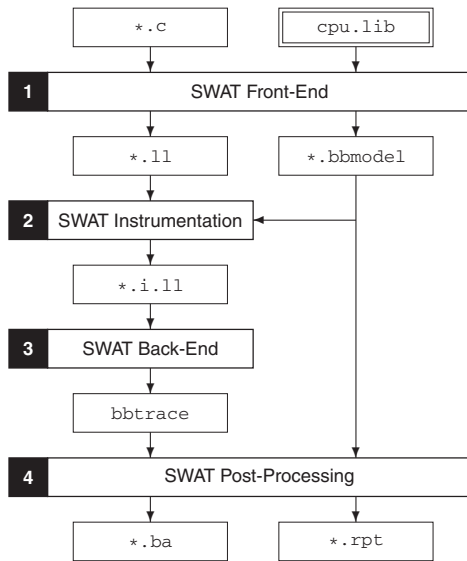 *.c
cpu.lib
1
SWAT Front-End
*.ll
*.bbmodel
2
SWAT Instrumentation
*.i.ll
3
SWAT Back-End
bbtrace
4
SWAT Post-Processing
*.ba
*.rpt